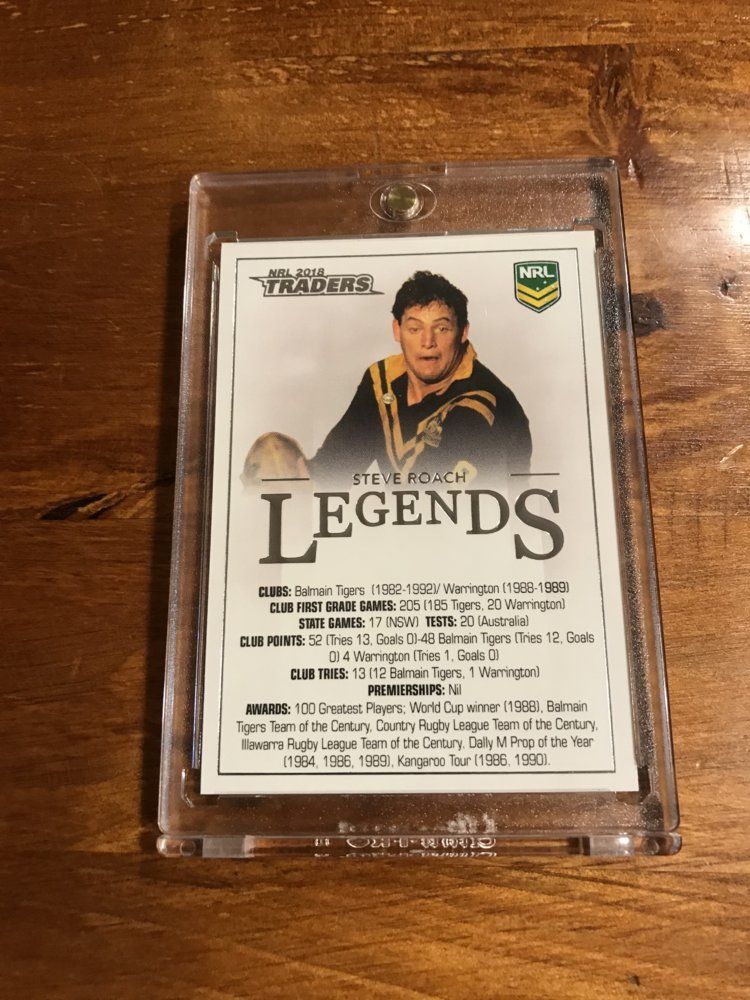 NRL 2018
TRADERS
NRL
STEVE ROACH
LEGENDS
CLUBS: Balmain Tigers (1982-1992)/ Warrington (1988-1989)
CLUB FIRST GRADE GAMES: 205 (185 Tigers, 20 Warrington)
STATE GAMES: 17 (NSW) TESTS: 20 (Australia)
CLUB POINTS: 52 (Tries 13, Goals 0)-48 Balmain Tigers (Tries 12, Goals
0) 4 Warrington (Tries 1, Goals 0)
CLUB TRIES: 13 (12 Balmain Tigers, 1 Warrington)
PREMIERSHIPS: Nil
AWARDS: 100 Greatest Players; World Cup winner (1988), Balmain
Tigers Team of the Century, Country Rugby League Team of the Century,
Illawarra Rugby League Team of the Century, Dally M Prop of the Year
(1984, 1986, 1989), Kangaroo Tour (1986, 1990).